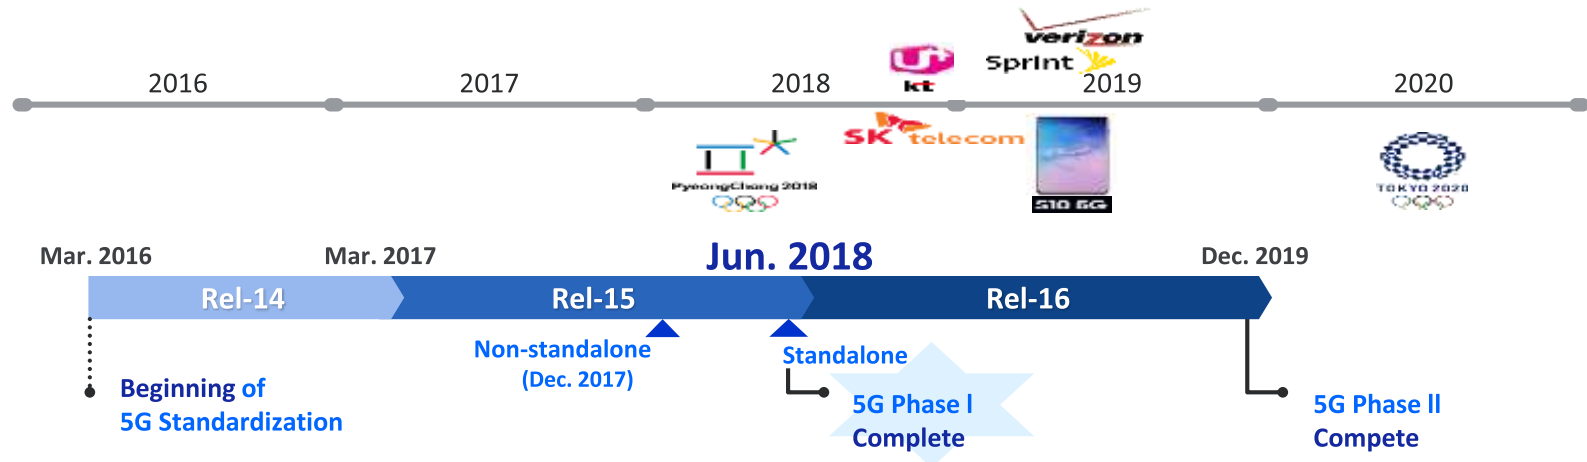 verizon
U+
Sprint
kt
2016
2017
2018
2019
2020
SK telecom
PyeongChang 2018
S10 5G
TOKYO 2020
Mar. 2016
Mar. 2017
Jun. 2018
Dec. 2019
Rel-14
Rel-15
Rel-16
Non-standalone
(Dec. 2017)
Standalone
Beginning of
5G Standardization
5G Phase l
Complete
5G Phase ll
Compete